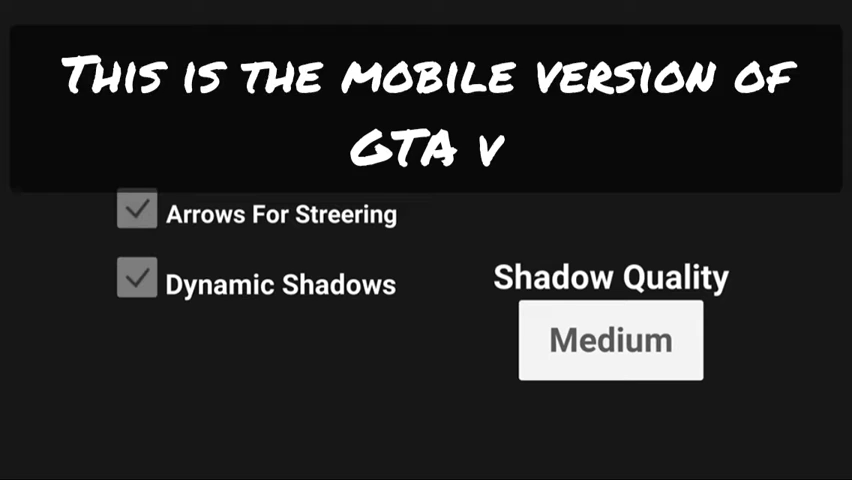 This is the mobile version of
GTA v
Arrows For Streering
Dynamic Shadows
Shadow Quality
Medium